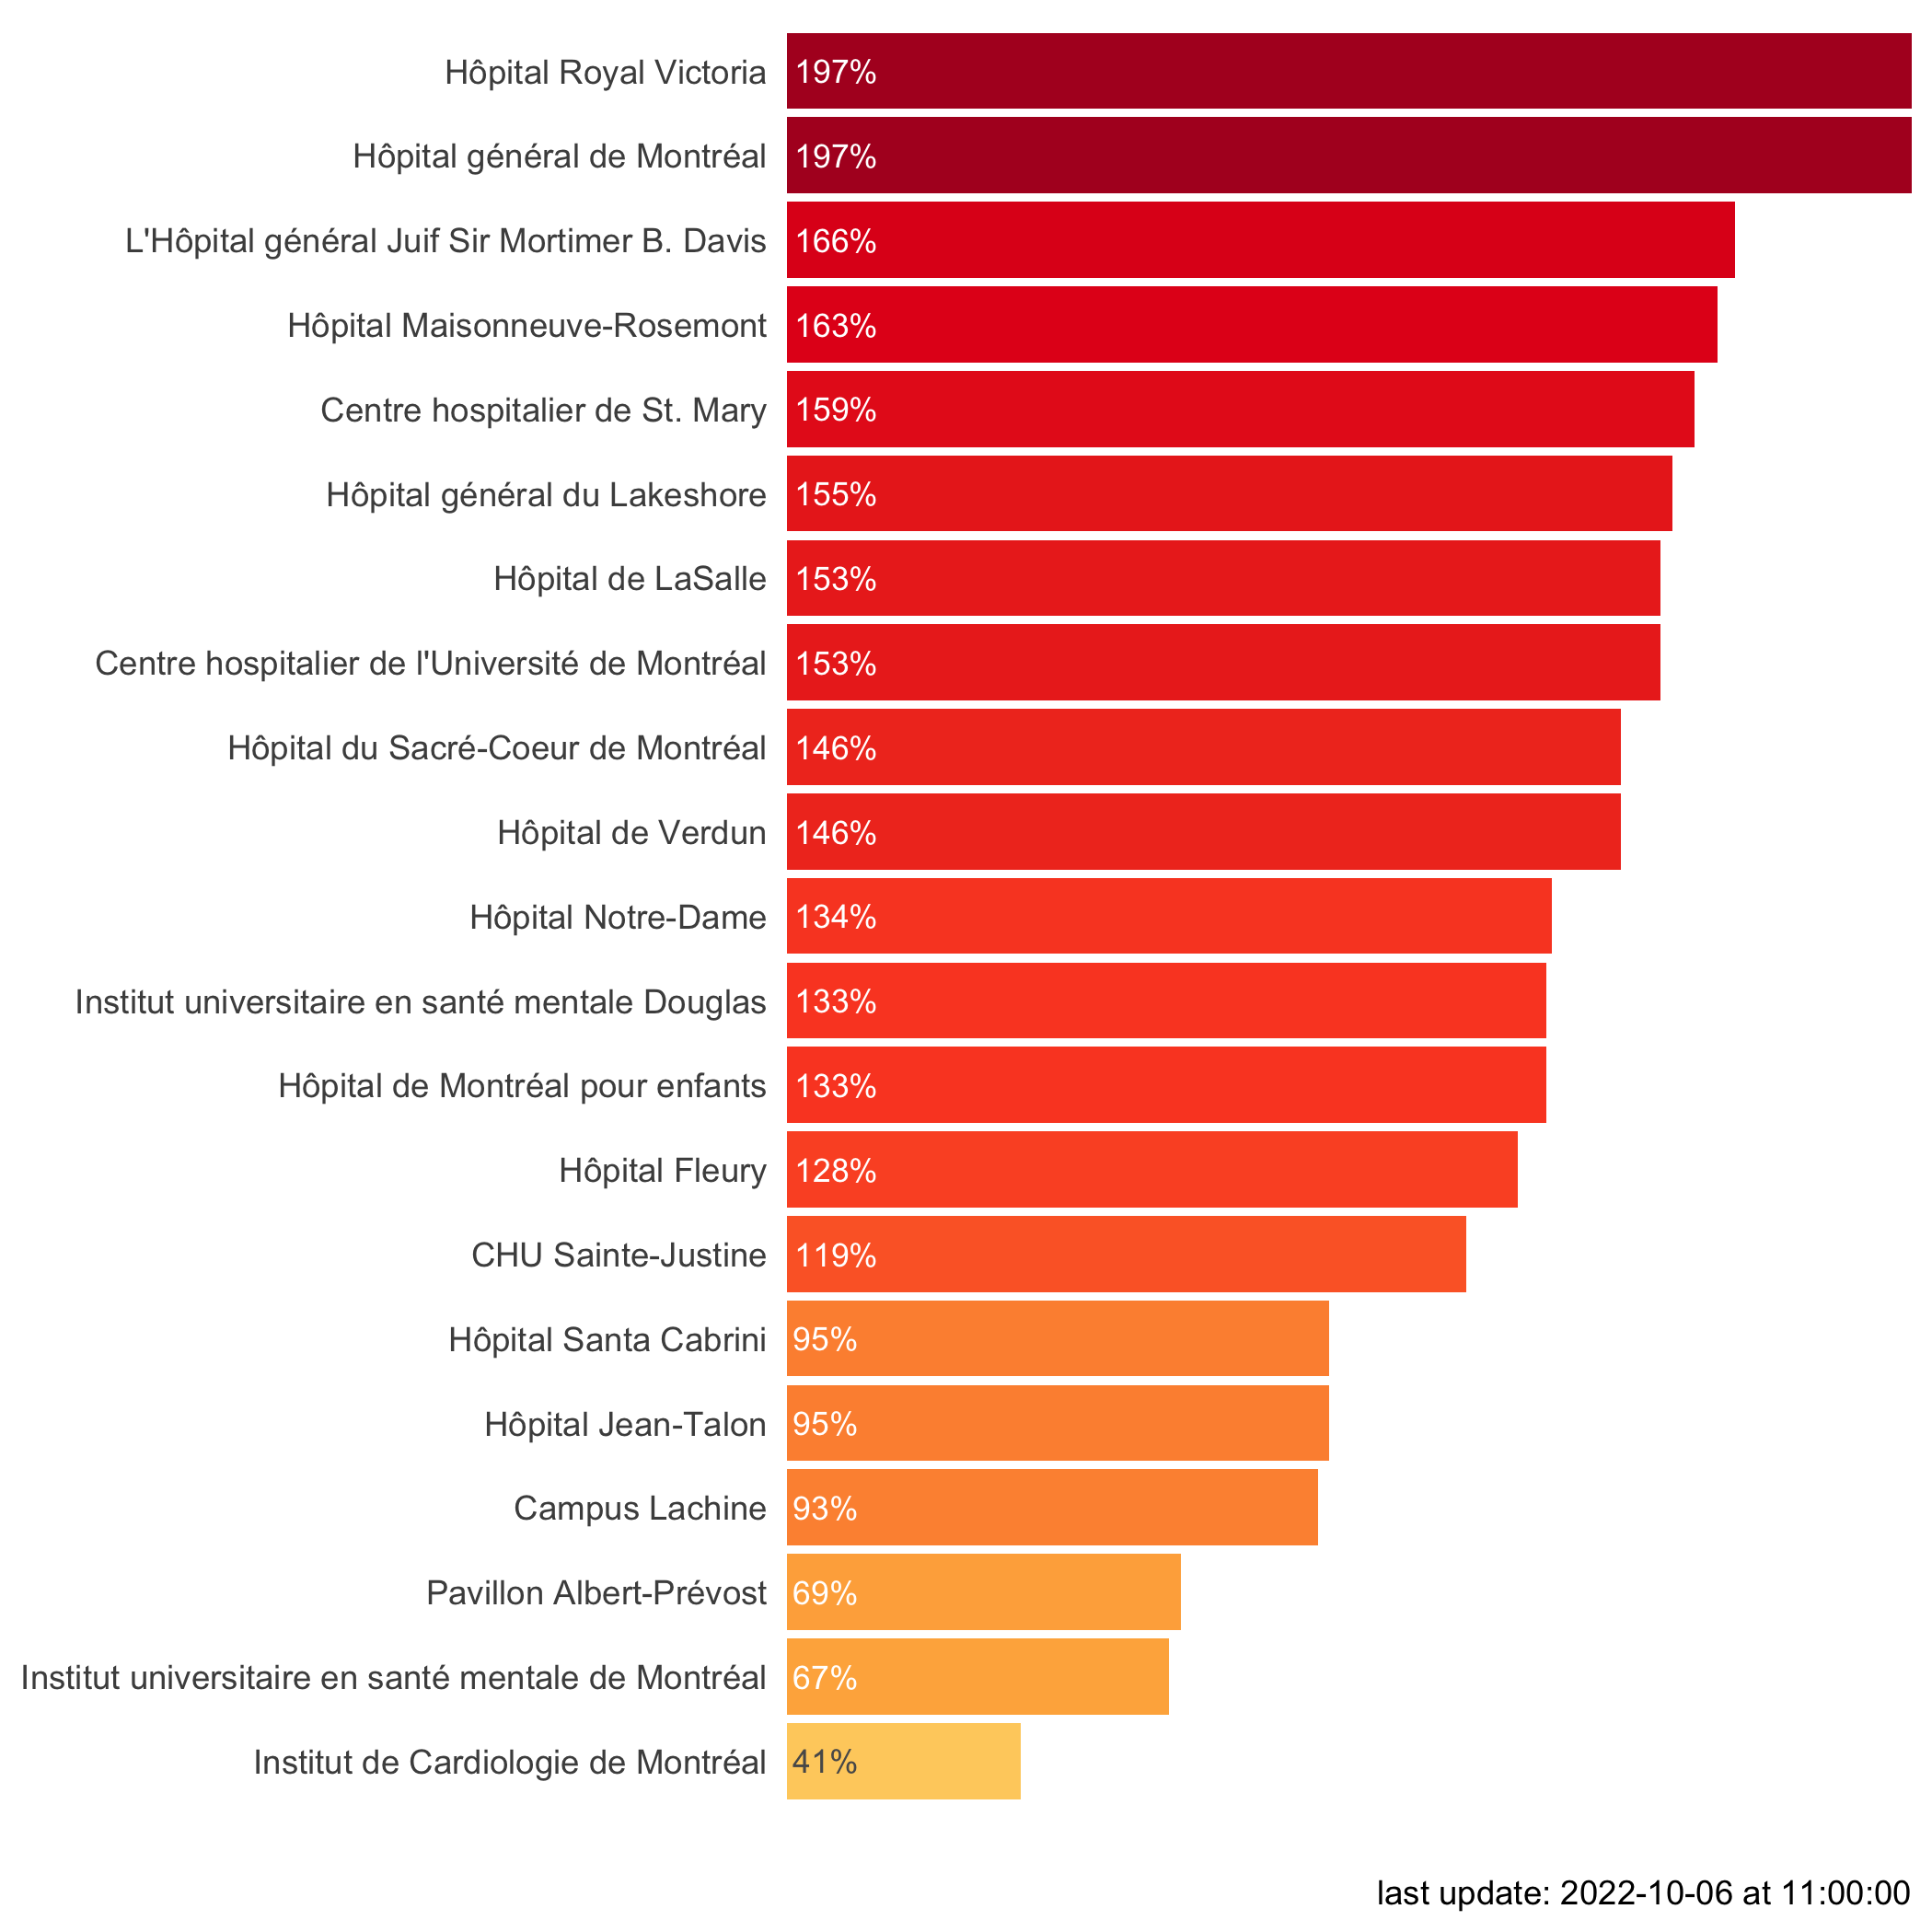 Hôpital Royal Victoria 197%
Hôpital général de Montréal 197%
L'Hôpital général Juif Sir Mortimer B. Davis 166%
Hôpital Maisonneuve-Rosemont 163%
Centre hospitalier de St. Mary 159%
Hôpital général du Lakeshore 155%
Hôpital de LaSalle 153%
Centre hospitalier de l'Université de Montréal 153%
Hôpital du Sacré-Coeur de Montréal 146%
Hôpital de Verdun 146%
Hôpital Notre-Dame 134%
Institut universitaire en santé mentale Douglas 133%
Hôpital de Montréal pour enfants 133%
Hôpital Fleury 128%
CHU Sainte-Justine 119%
Hôpital Santa Cabrini 95%
Hôpital Jean-Talon 95%
Campus Lachine 93%
Pavillon Albert-Prévost 69%
Institut universitaire en santé mentale de Montréal 67%
Institut de Cardiologie de Montréal 41%
last update: 2022-10-06 at 11:00:00